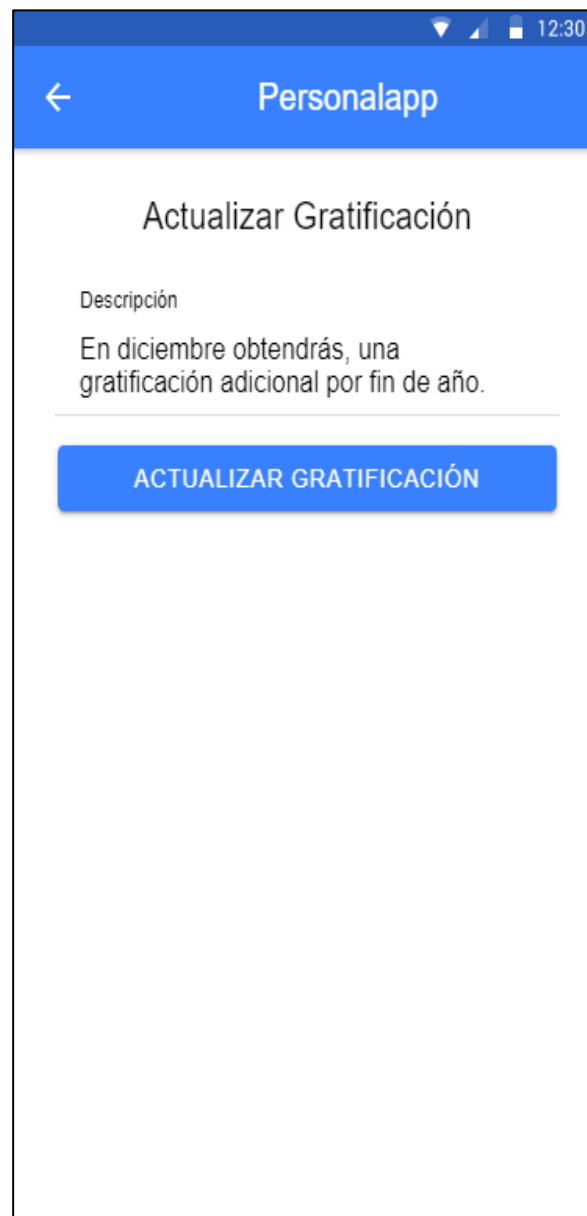 12:30
Personalapp
Actualizar Gratificación
Descripción
En diciembre obtendrás, una
gratificación adicional por fin de año.
ACTUALIZAR GRATIFICACIÓN